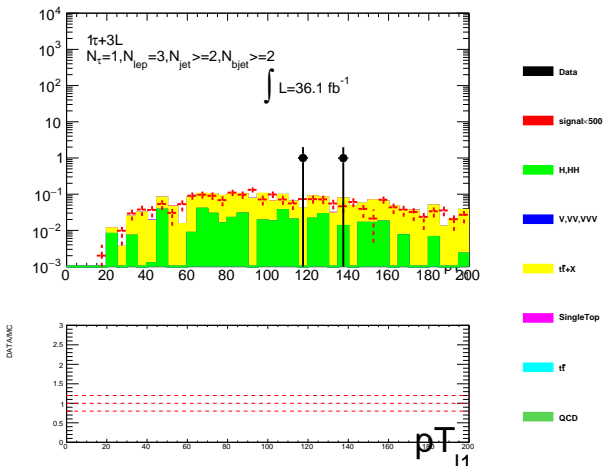 10⁴
10³
10²
10
1
10⁻¹
10⁻²
10⁻³
1τ+3L
N_τ=1,N_lep=3,N_jet>=2,N_bjet>=2
∫ L=36.1 fb⁻¹
0 20 40 60 80 100 120 140 160 180 200
Data
signal×500
H,HH
V,VV,VVV
tt̄+X
SingleTop
tt̄
QCD
DATA/MC
3
2.5
2
1.5
1
0.5
0
0 20 40 60 80 100 120 140 160 180 200
pT_l1